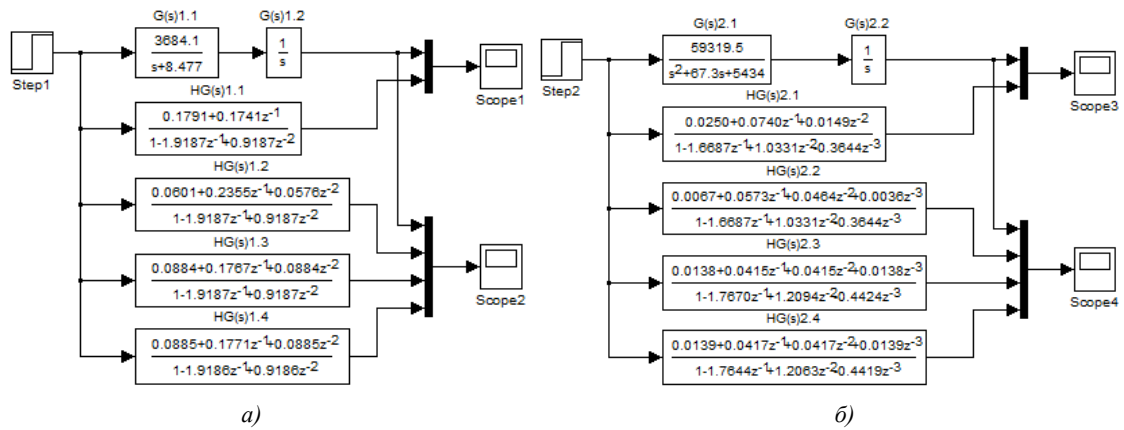 G(s)1.1
G(s)1.2
3684.1
s+8.477
1
s
Step1
Scope1
HG(s)1.1
0.1791+0.1741z-1
1-1.9187z-1+0.9187z-2
HG(s)1.2
0.0601+0.2355z-1+0.0576z-2
1-1.9187z-1+0.9187z-2
HG(s)1.3
0.0884+0.1767z-1+0.0884z-2
1-1.9187z-1+0.9187z-2
Scope2
HG(s)1.4
0.0885+0.1771z-1+0.0885z-2
1-1.9186z-1+0.9186z-2
а)
G(s)2.1
G(s)2.2
59319.5
s2+67.3s+5434
1
s
Step2
Scope3
HG(s)2.1
0.0250+0.0740z-1+0.0149z-2
1-1.6687z-1+1.0331z-20.3644z-3
HG(s)2.2
0.0067+0.0573z-1+0.0464z-2+0.0036z-3
1-1.6687z-1+1.0331z-20.3644z-3
HG(s)2.3
0.0138+0.0415z-1+0.0415z-2+0.0138z-3
1-1.7670z-1+1.2094z-20.4424z-3
Scope4
HG(s)2.4
0.0139+0.0417z-1+0.0417z-2+0.0139z-3
1-1.7644z-1+1.2063z-20.4419z-3
б)